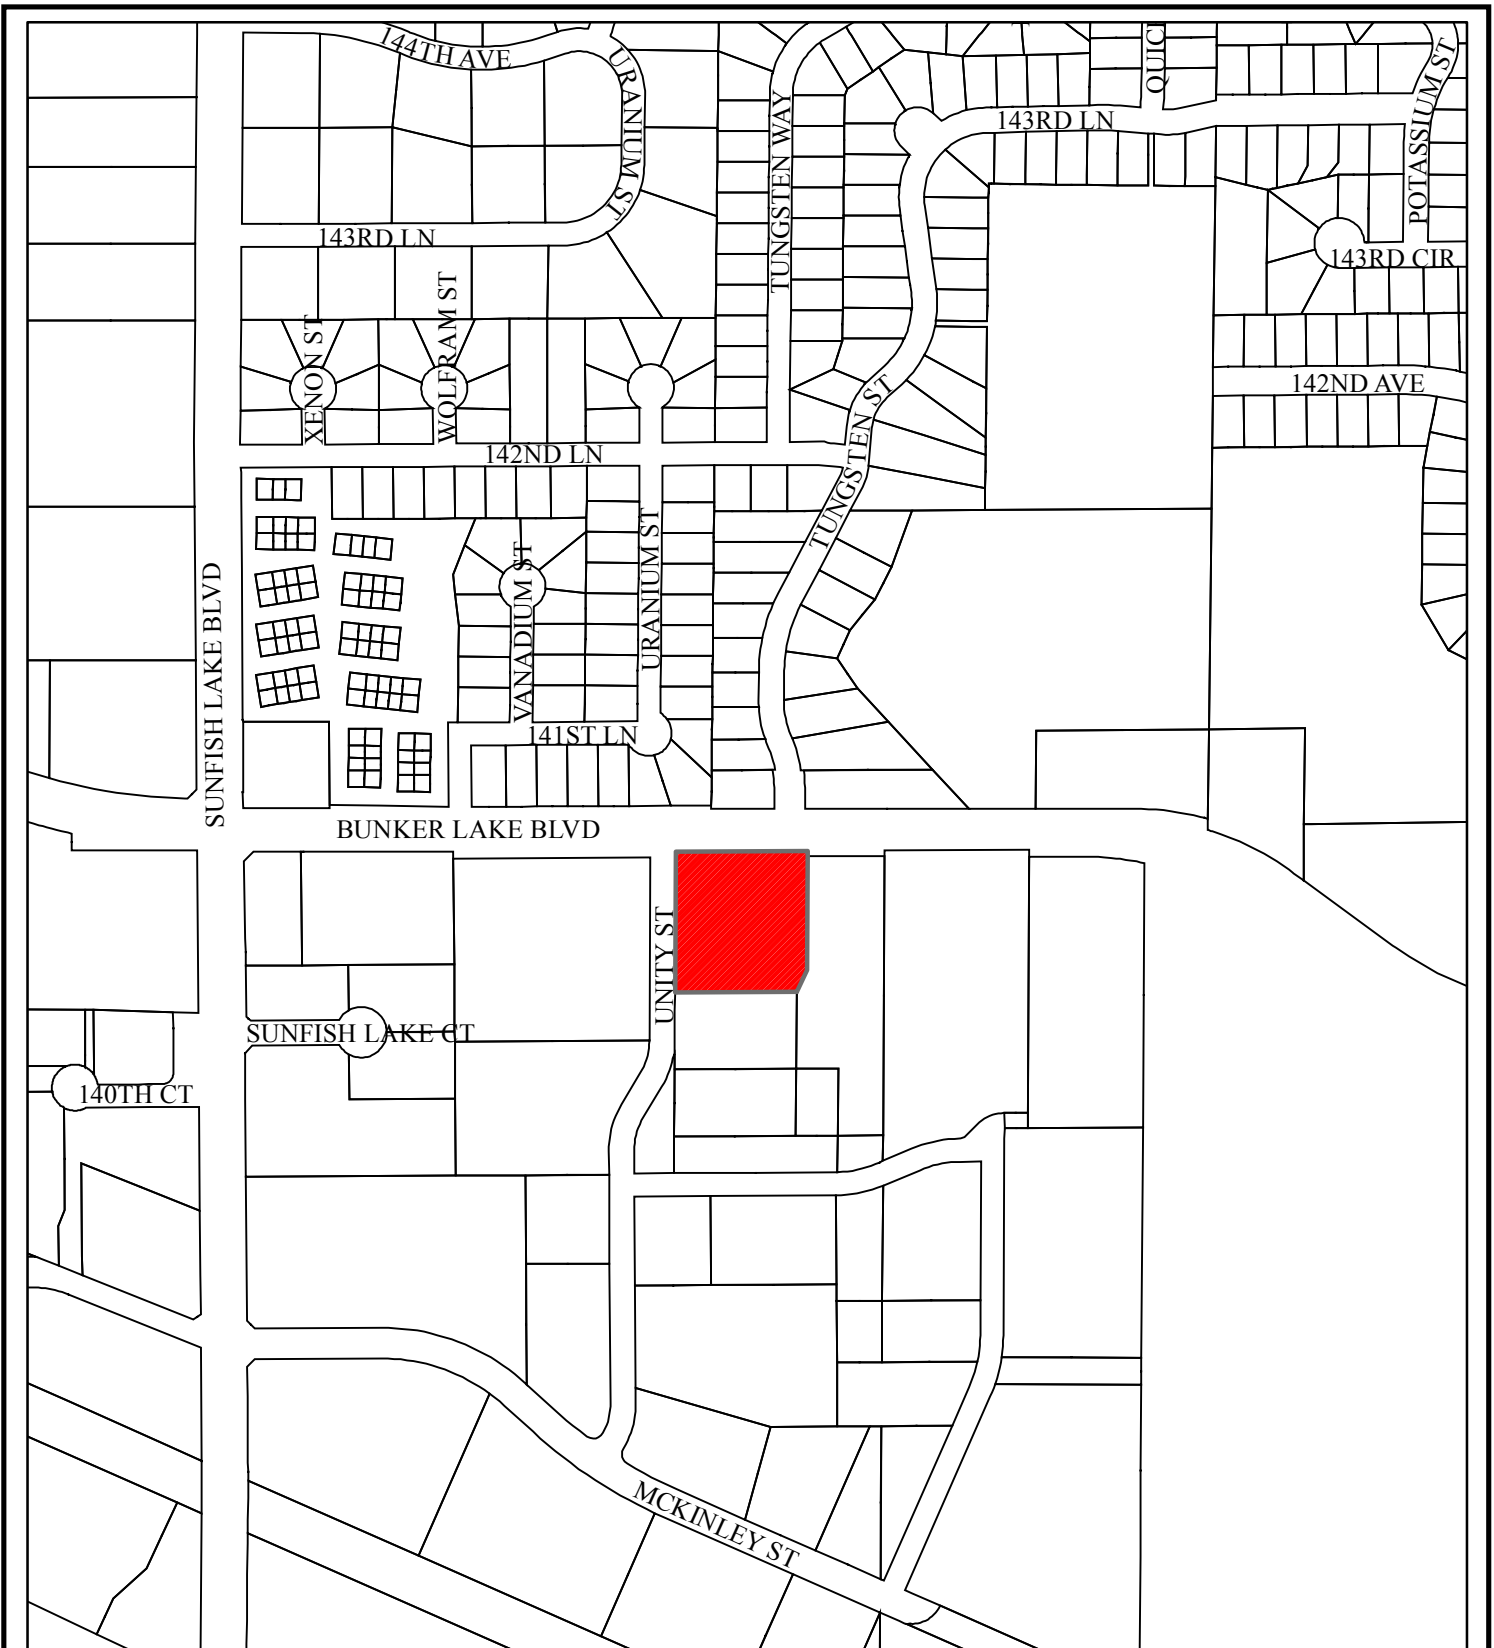 144TH AVE
URANIUM ST
QUIC
POTASSIUM ST
TUNGSTEN WAY
143RD LN
143RD LN
143RD CIR
XENON ST
WOLFRAM ST
142ND AVE
TUNGSTEN ST
142ND LN
SUNFISH LAKE BLVD
VANADIUM ST
URANIUM ST
141ST LN
BUNKER LAKE BLVD
UNITY ST
SUNFISH LAKE CT
140TH CT
MCKINLEY ST